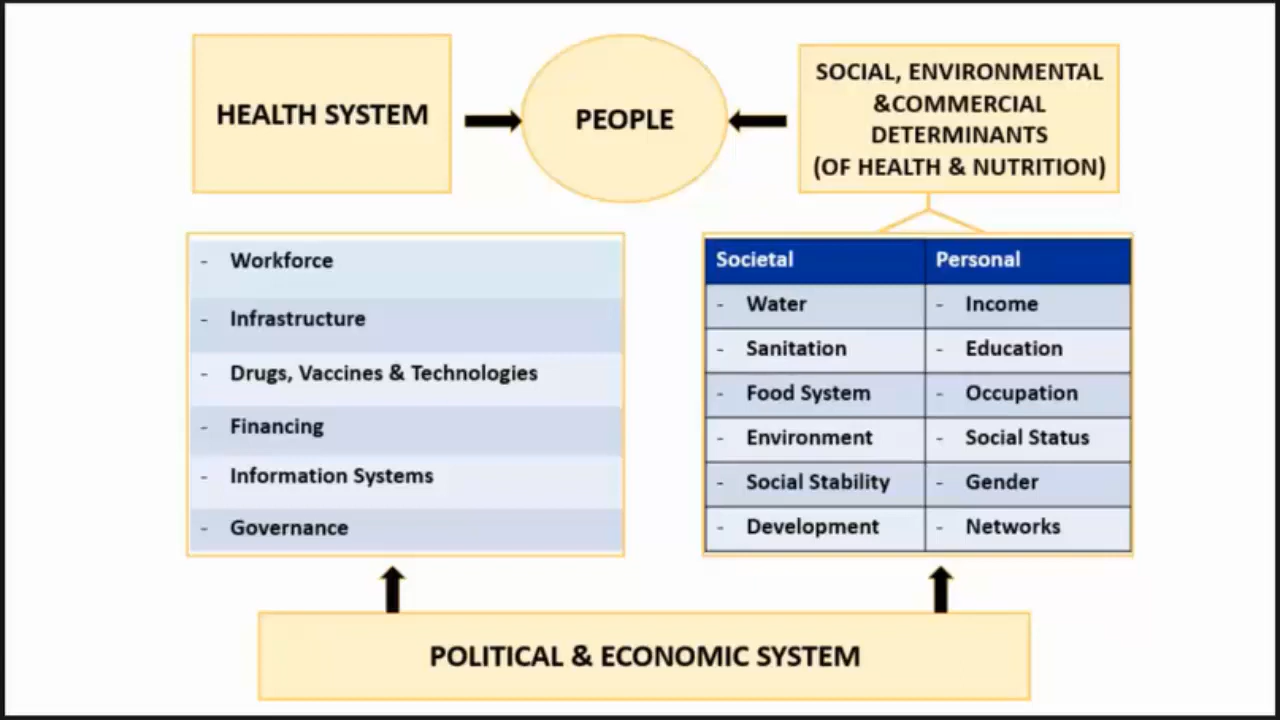 HEALTH SYSTEM
PEOPLE
SOCIAL, ENVIRONMENTAL
&COMMERCIAL
DETERMINANTS
(OF HEALTH & NUTRITION)
- Workforce
- Infrastructure
- Drugs, Vaccines & Technologies
- Financing
- Information Systems
- Governance
Societal Personal
- Water - Income
- Sanitation - Education
- Food System - Occupation
- Environment - Social Status
- Social Stability - Gender
- Development - Networks
POLITICAL & ECONOMIC SYSTEM